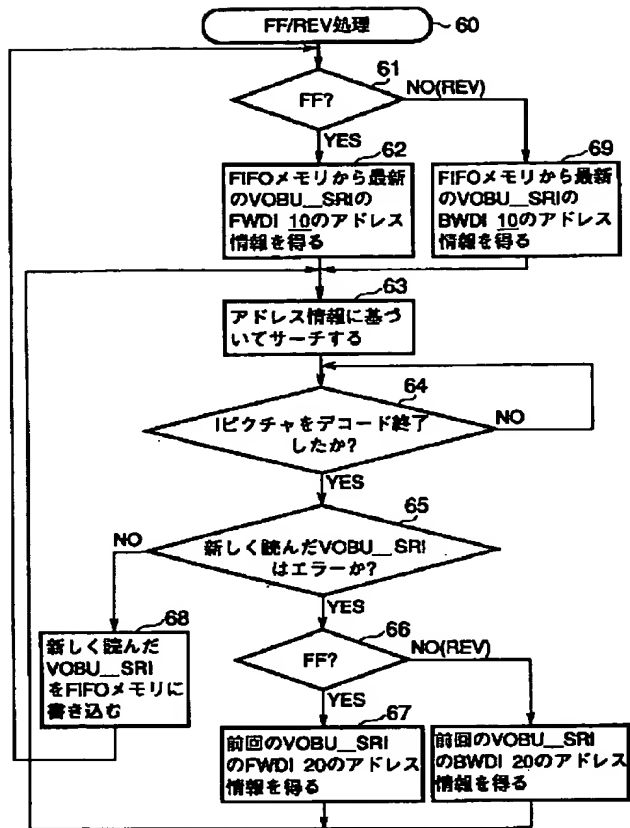 FF/REV処理
60
61
FF?
NO(REV)
YES
62
FIFOメモリから最新
のVOBU__SRIの
FWDI 10のアドレス
情報を得る
69
FIFOメモリから最新
のVOBU__SRIの
BWDI 10のアドレス
情報を得る
63
アドレス情報に基づ
いてサーチする
64
Iピクチャをデコード終了
したか?
NO
YES
65
新しく読んだVOBU__SRI
はエラーか?
NO
YES
68
新しく読んだ
VOBU__SRI
をFIFOメモリに
書き込む
66
FF?
NO(REV)
YES
67
前回のVOBU__SRI
のFWDI 20のアドレス
情報を得る
前回のVOBU__SRI
のBWDI 20のアドレス
情報を得る